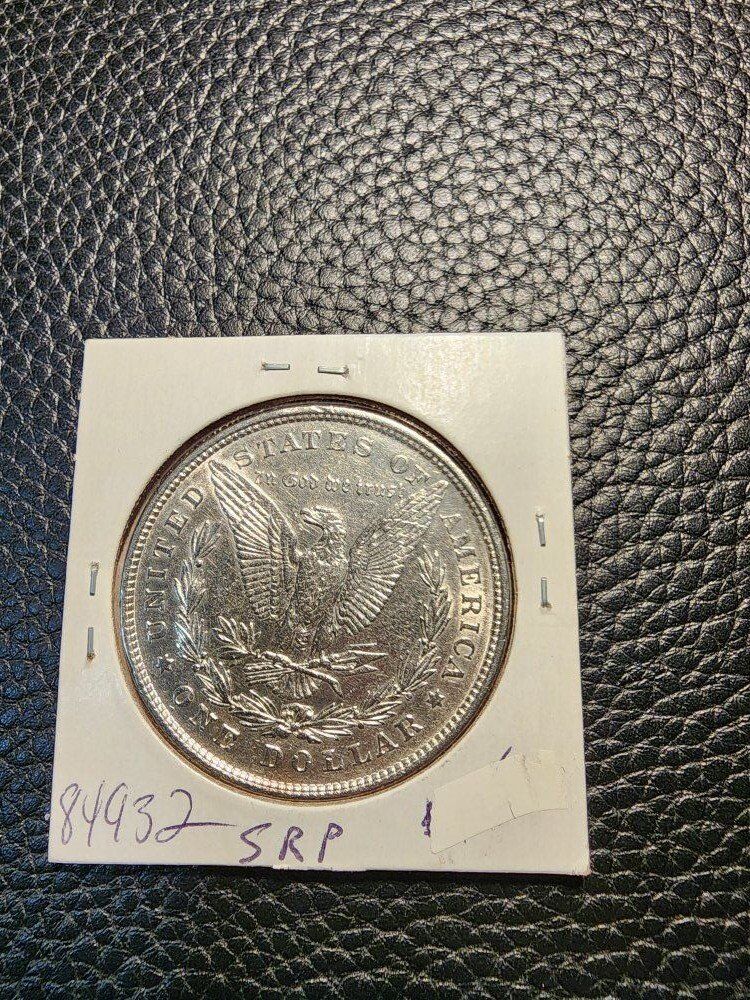 UNITED STATES OF AMERICA
In God we trust
ONE DOLLAR
84932
SRP